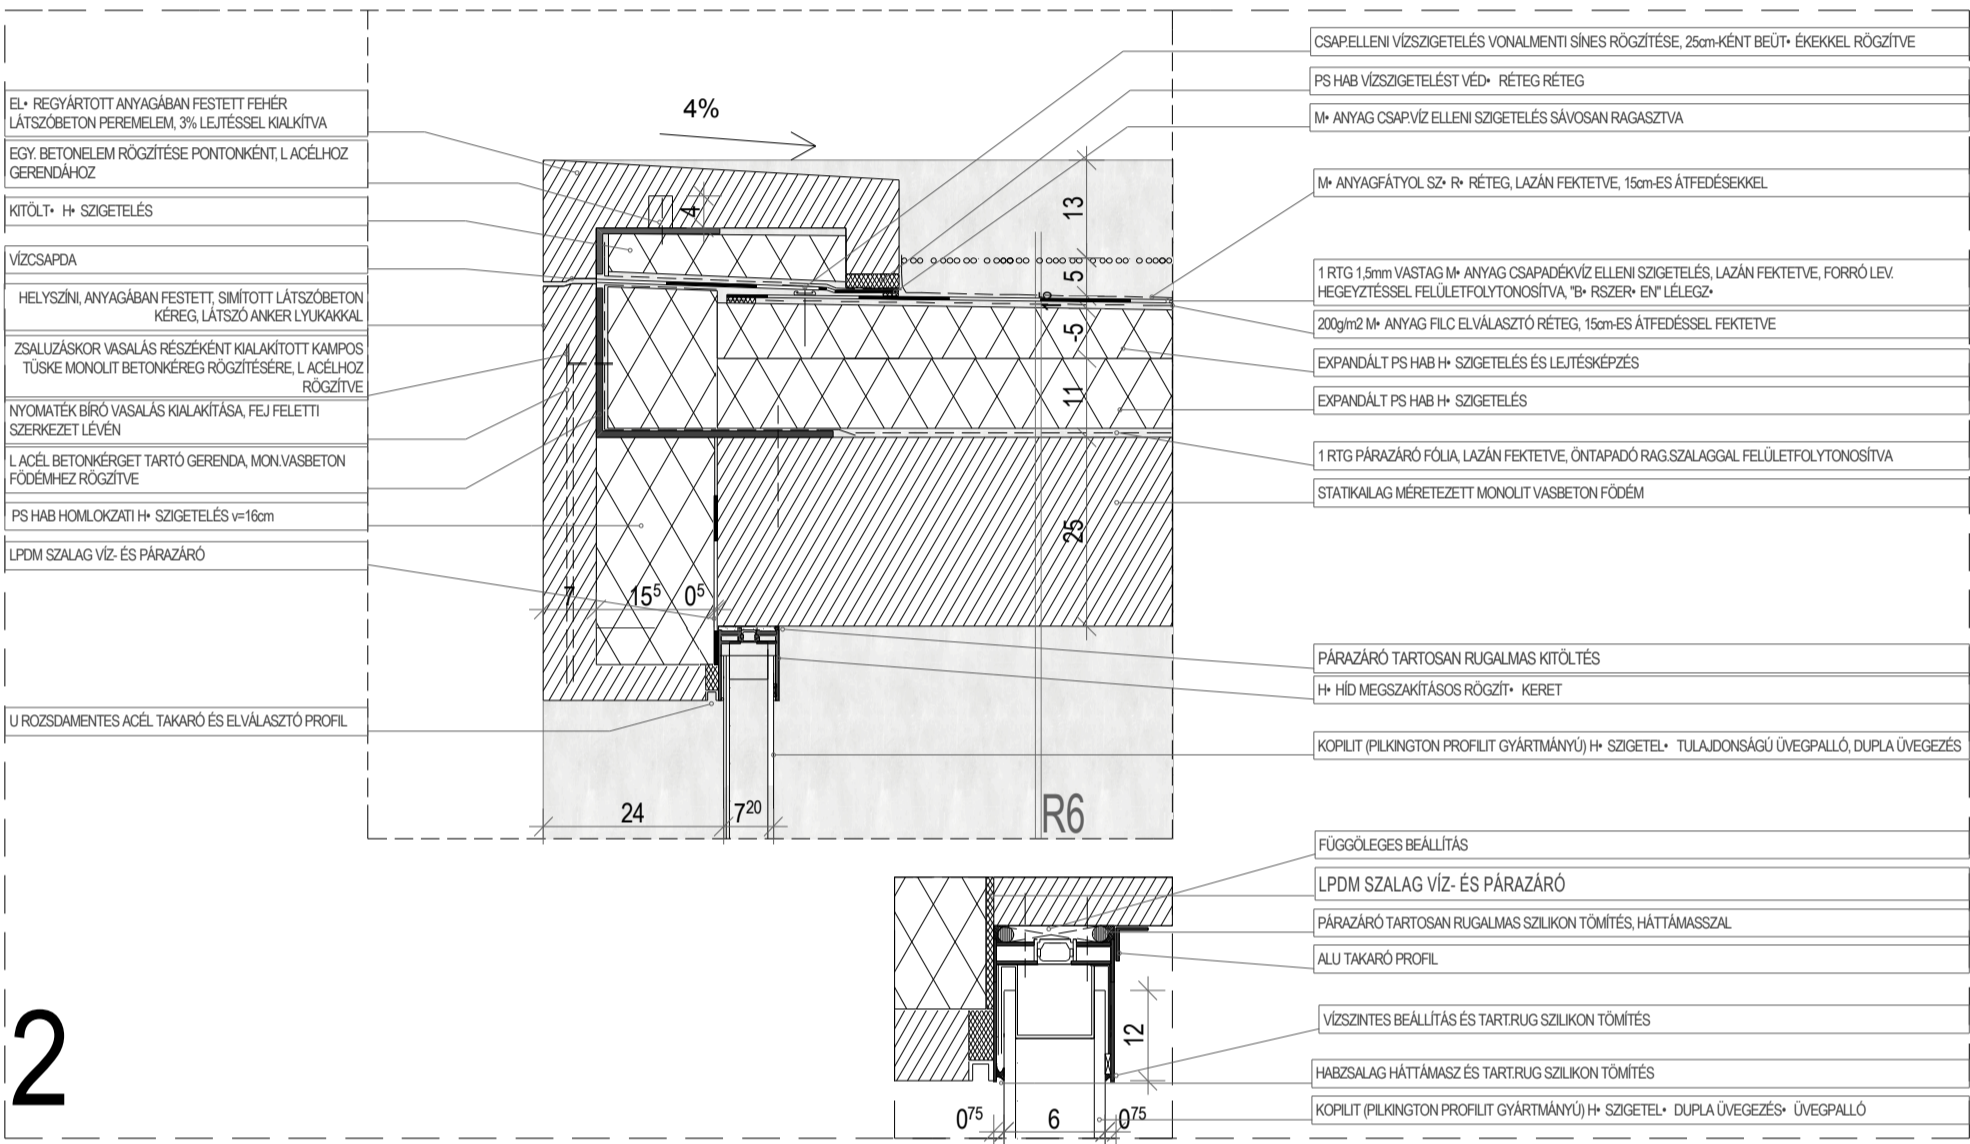 EL• REGYÁRTOTT ANYAGÁBAN FESTETT FEHÉR
LÁTSZÓBETON PEREMELEM, 3% LEJTÉSSEL KIALKÍTVA
EGY. BETONELEM RÖGZÍTÉSE PONTONKÉNT, L ACÉLHOZ
GERENDÁHOZ
KITÖLT• H• SZIGETELÉS
VÍZCSAPDA
HELYSZÍNI, ANYAGÁBAN FESTETT, SIMÍTOTT LÁTSZÓBETON
KÉREG, LÁTSZÓ ANKER LYUKAKKAL
ZSALUZÁSKOR VASALÁS RÉSZEKÉNT KIALAKÍTOTT KAMPOS
TÜSKE MONOLIT BETONKÉREG RÖGZÍTÉSÉRE, L ACÉLHOZ
RÖGZÍTVE
NYOMATÉK BÍRÓ VASALÁS KIALAKÍTÁSA, FEJ FELETTI
SZERKEZET LÉVÉN
L ACÉL BETONKÉRGET TARTÓ GERENDA, MON.VASBETON
FÖDÉMHEZ RÖGZÍTVE
PS HAB HOMLOKZATI H• SZIGETELÉS v=16cm
LPDM SZALAG VÍZ- ÉS PÁRAZÁRÓ
U ROZSDAMENTES ACÉL TAKARÓ ÉS ELVÁLASZTÓ PROFIL
4%
4
13
5
-5
11
25
7
15⁵
0⁵
24
7²⁰
R6
CSAP.ELLENI VÍZSZIGETELÉS VONALMENTI SÍNES RÖGZÍTÉSE, 25cm-KÉNT BEÜT• ÉKEKKEL RÖGZÍTVE
PS HAB VÍZSZIGETELÉST VÉD• RÉTEG RÉTEG
M• ANYAG CSAP.VÍZ ELLENI SZIGETELÉS SÁVOSAN RAGASZTVA
M• ANYAGFÁTYOL SZ• R• RÉTEG, LAZÁN FEKTETVE, 15cm-ES ÁTFEDÉSEKKEL
1 RTG 1,5mm VASTAG M• ANYAG CSAPADÉKVÍZ ELLENI SZIGETELÉS, LAZÁN FEKTETVE, FORRÓ LEV.
HEGEYZTÉSSEL FELÜLETFOLYTONOSÍTVA, "B• RSZER• EN" LÉLEGZ•
200g/m2 M• ANYAG FILC ELVÁLASZTÓ RÉTEG, 15cm-ES ÁTFEDÉSSEL FEKTETVE
EXPANDÁLT PS HAB H• SZIGETELÉS ÉS LEJTÉSKÉPZÉS
EXPANDÁLT PS HAB H• SZIGETELÉS
1 RTG PÁRAZÁRÓ FÓLIA, LAZÁN FEKTETVE, ÖNTAPADÓ RAG.SZALAGGAL FELÜLETFOLYTONOSÍTVA
STATIKAILAG MÉRETEZETT MONOLIT VASBETON FÖDÉM
PÁRAZÁRÓ TARTOSAN RUGALMAS KITÖLTÉS
H• HÍD MEGSZAKÍTÁSOS RÖGZÍT• KERET
KOPILIT (PILKINGTON PROFILIT GYÁRTMÁNYÚ) H• SZIGETEL• TULAJDONSÁGÚ ÜVEGPALLÓ, DUPLA ÜVEGEZÉS
FÜGGÖLEGES BEÁLLÍTÁS
LPDM SZALAG VÍZ- ÉS PÁRAZÁRÓ
PÁRAZÁRÓ TARTOSAN RUGALMAS SZILIKON TÖMÍTÉS, HÁTTÁMASSZAL
ALU TAKARÓ PROFIL
VÍZSZINTES BEÁLLÍTÁS ÉS TART.RUG SZILIKON TÖMÍTÉS
HABZSALAG HÁTTÁMASZ ÉS TART.RUG SZILIKON TÖMÍTÉS
KOPILIT (PILKINGTON PROFILIT GYÁRTMÁNYÚ) H• SZIGETEL• DUPLA ÜVEGEZÉS• ÜVEGPALLÓ
12
0⁷⁵
6
0⁷⁵
2